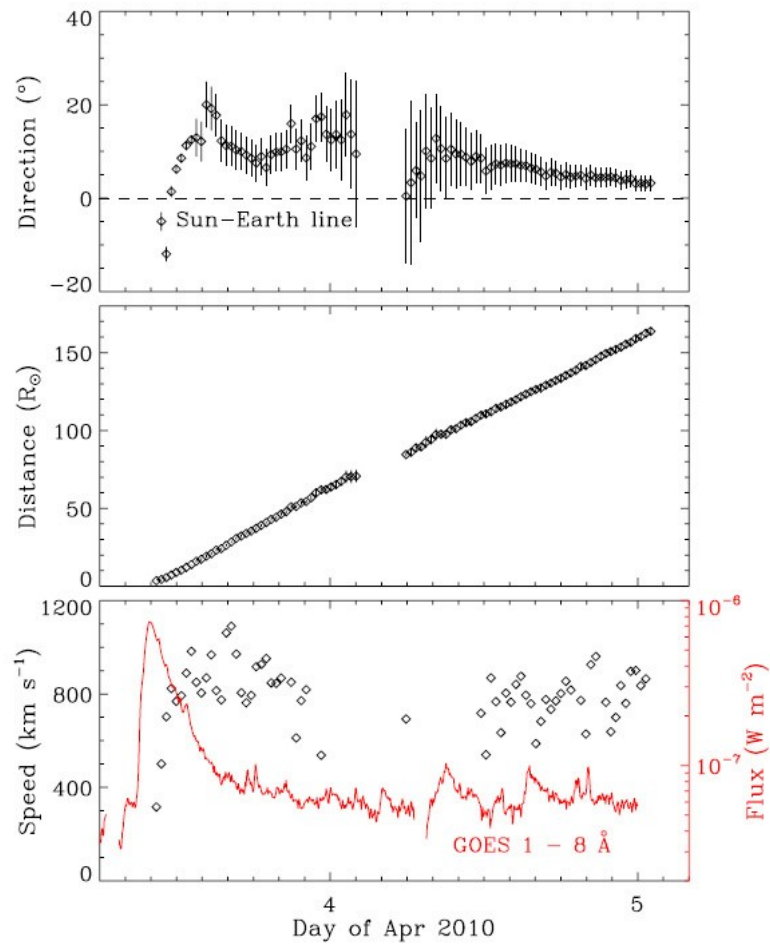 40
20
0
−20
Direction (°)
Sun−Earth line
150
100
50
0
Distance (R☉)
1200
800
400
0
Speed (km s⁻¹)
10⁻⁶
10⁻⁷
Flux (W m⁻²)
GOES 1 − 8 Å
4
5
Day of Apr 2010